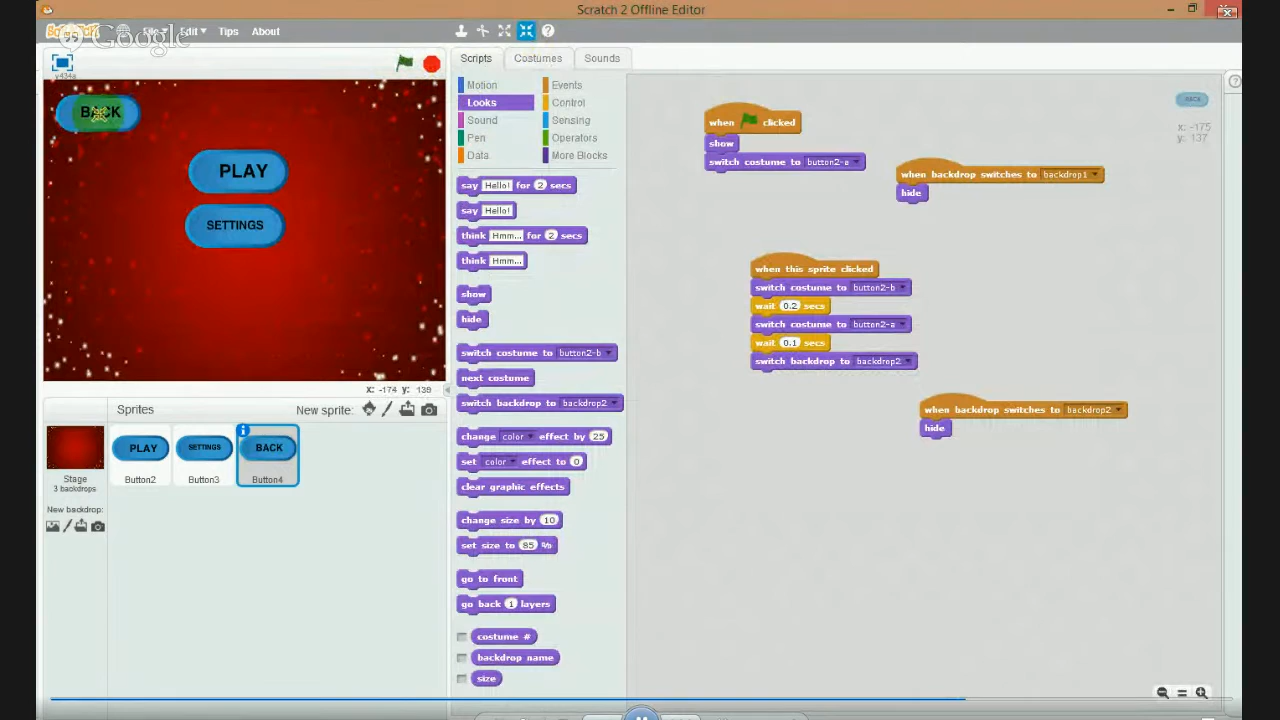 Scratch 2 Offline Editor
SCRATCH File Edit Tips About
Google
y434a
Scripts Costumes Sounds
BACK
PLAY
SETTINGS
x: -174 y: 139
Motion Events
Looks Control
Sound Sensing
Pen Operators
Data More Blocks
say Hello! for 2 secs
say Hello!
think Hmm... for 2 secs
think Hmm...
show
hide
switch costume to button2-b
next costume
switch backdrop to backdrop2
change color effect by 25
set color effect to 0
clear graphic effects
change size by 10
set size to 85 %
go to front
go back 1 layers
costume #
backdrop name
size
Sprites New sprite:
PLAY SETTINGS BACK
Stage
3 backdrops
Button2 Button3 Button4
New backdrop:
when clicked
show
switch costume to button2-a
when backdrop switches to backdrop1
hide
when this sprite clicked
switch costume to button2-b
wait 0.2 secs
switch costume to button2-a
wait 0.1 secs
switch backdrop to backdrop2
when backdrop switches to backdrop2
hide
BACK
x: -175
y: 137